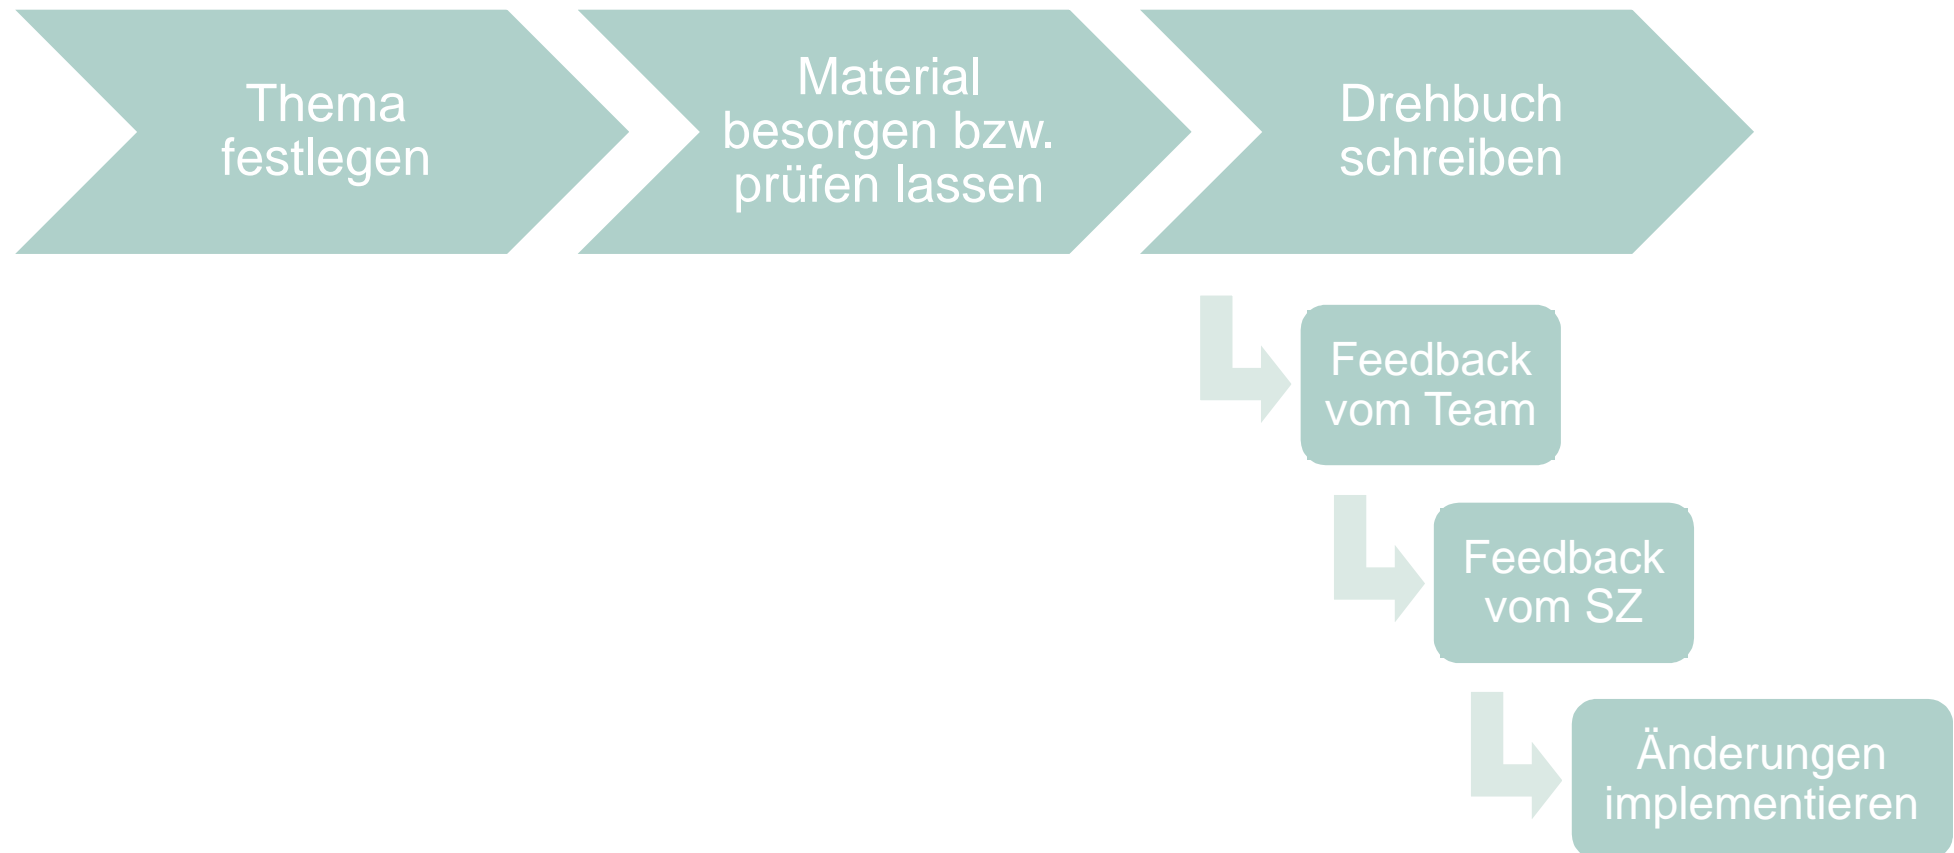 Thema
festlegen
Material
besorgen bzw.
prüfen lassen
Drehbuch
schreiben
Feedback
vom Team
Feedback
vom SZ
Änderungen
implementieren